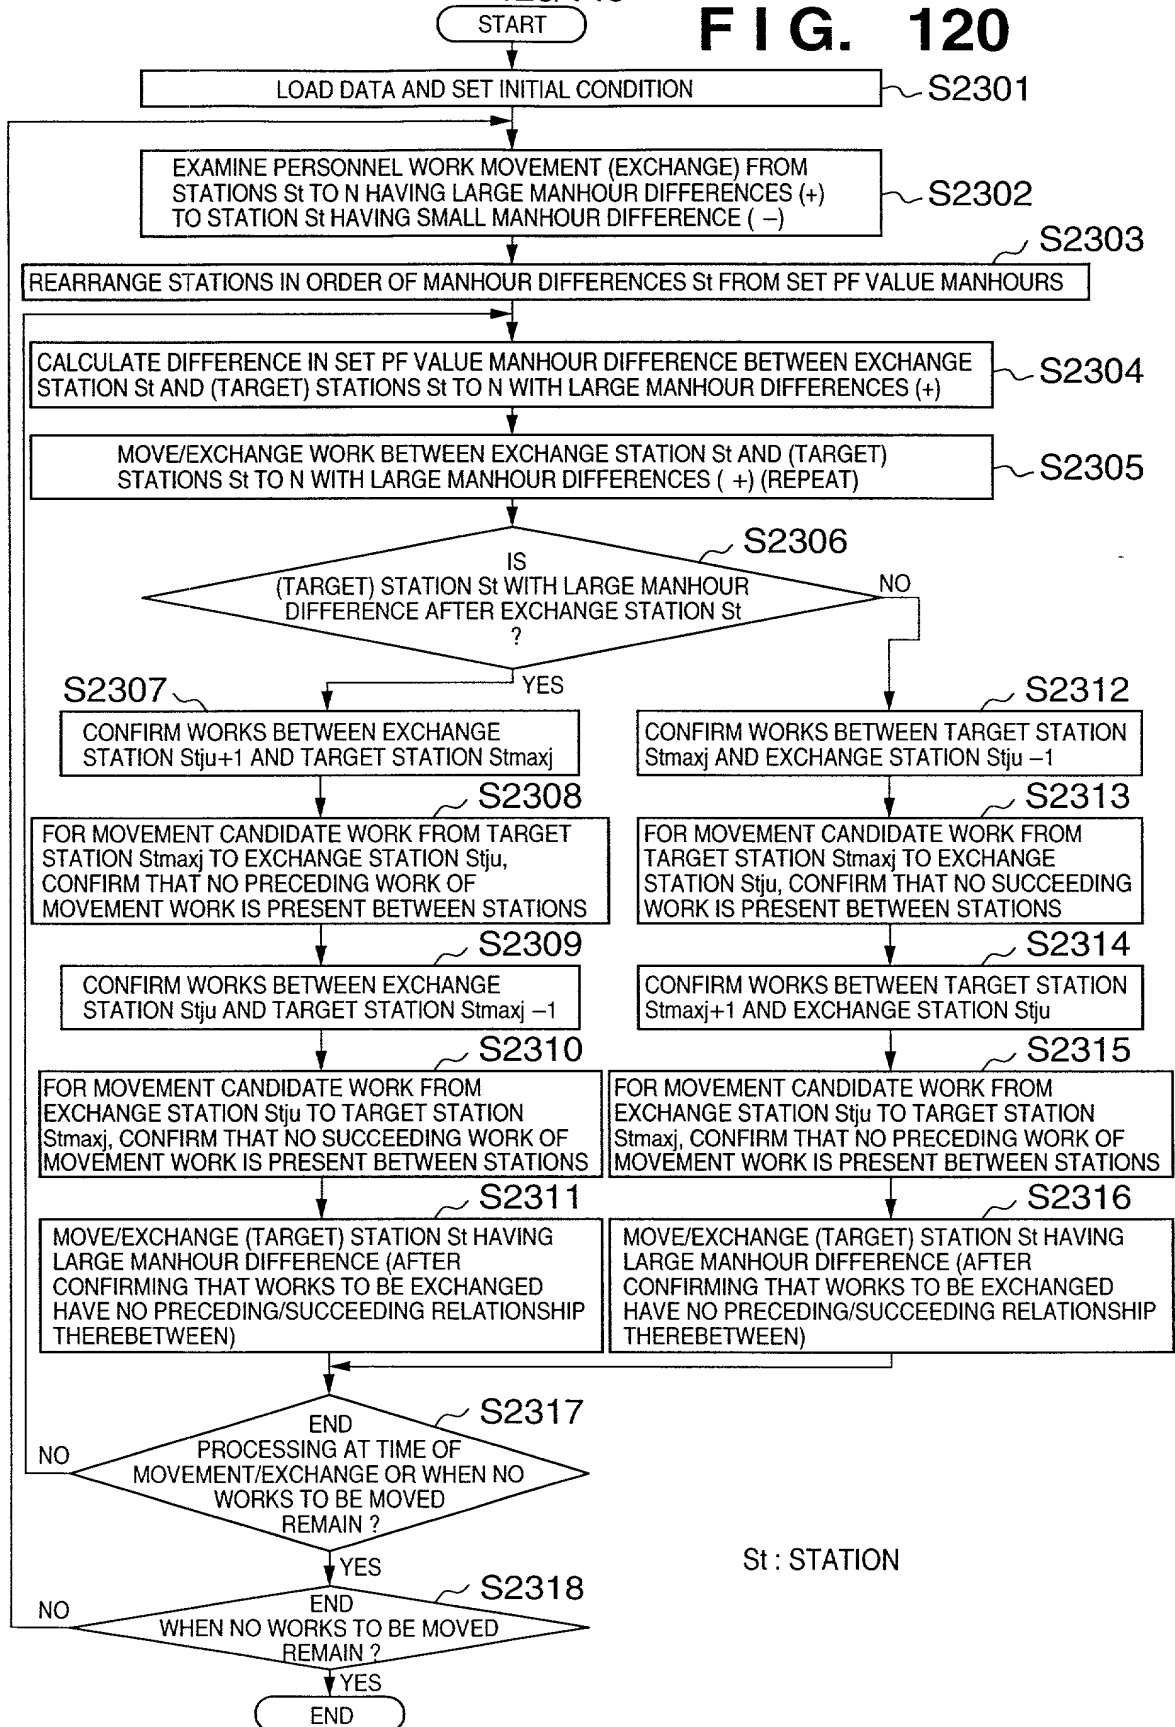 START
FIG. 120
LOAD DATA AND SET INITIAL CONDITION
S2301
EXAMINE PERSONNEL WORK MOVEMENT (EXCHANGE) FROM
STATIONS St TO N HAVING LARGE MANHOUR DIFFERENCES (+)
TO STATION St HAVING SMALL MANHOUR DIFFERENCE ( –)
S2302
S2303
REARRANGE STATIONS IN ORDER OF MANHOUR DIFFERENCES St FROM SET PF VALUE MANHOURS
CALCULATE DIFFERENCE IN SET PF VALUE MANHOUR DIFFERENCE BETWEEN EXCHANGE
STATION St AND (TARGET) STATIONS St TO N WITH LARGE MANHOUR DIFFERENCES (+)
S2304
MOVE/EXCHANGE WORK BETWEEN EXCHANGE STATION St AND (TARGET)
STATIONS St TO N WITH LARGE MANHOUR DIFFERENCES ( +) (REPEAT)
S2305
S2306
IS
(TARGET) STATION St WITH LARGE MANHOUR
DIFFERENCE AFTER EXCHANGE STATION St
?
NO
YES
S2307
CONFIRM WORKS BETWEEN EXCHANGE
STATION Stju+1 AND TARGET STATION Stmaxj
S2308
FOR MOVEMENT CANDIDATE WORK FROM TARGET
STATION Stmaxj TO EXCHANGE STATION Stju,
CONFIRM THAT NO PRECEDING WORK OF
MOVEMENT WORK IS PRESENT BETWEEN STATIONS
S2309
CONFIRM WORKS BETWEEN EXCHANGE
STATION Stju AND TARGET STATION Stmaxj –1
S2310
FOR MOVEMENT CANDIDATE WORK FROM
EXCHANGE STATION Stju TO TARGET STATION
Stmaxj, CONFIRM THAT NO SUCCEEDING WORK OF
MOVEMENT WORK IS PRESENT BETWEEN STATIONS
S2311
MOVE/EXCHANGE (TARGET) STATION St HAVING
LARGE MANHOUR DIFFERENCE (AFTER
CONFIRMING THAT WORKS TO BE EXCHANGED
HAVE NO PRECEDING/SUCCEEDING RELATIONSHIP
THEREBETWEEN)
S2312
CONFIRM WORKS BETWEEN TARGET STATION
Stmaxj AND EXCHANGE STATION Stju –1
S2313
FOR MOVEMENT CANDIDATE WORK FROM
TARGET STATION Stmaxj TO EXCHANGE
STATION Stju, CONFIRM THAT NO SUCCEEDING
WORK IS PRESENT BETWEEN STATIONS
S2314
CONFIRM WORKS BETWEEN TARGET STATION
Stmaxj+1 AND EXCHANGE STATION Stju
S2315
FOR MOVEMENT CANDIDATE WORK FROM
EXCHANGE STATION Stju TO TARGET STATION
Stmaxj, CONFIRM THAT NO PRECEDING WORK OF
MOVEMENT WORK IS PRESENT BETWEEN STATIONS
S2316
MOVE/EXCHANGE (TARGET) STATION St HAVING
LARGE MANHOUR DIFFERENCE (AFTER
CONFIRMING THAT WORKS TO BE EXCHANGED
HAVE NO PRECEDING/SUCCEEDING RELATIONSHIP
THEREBETWEEN)
S2317
END
PROCESSING AT TIME OF
MOVEMENT/EXCHANGE OR WHEN NO
WORKS TO BE MOVED
REMAIN ?
NO
YES
St : STATION
S2318
END
WHEN NO WORKS TO BE MOVED
REMAIN ?
NO
YES
END